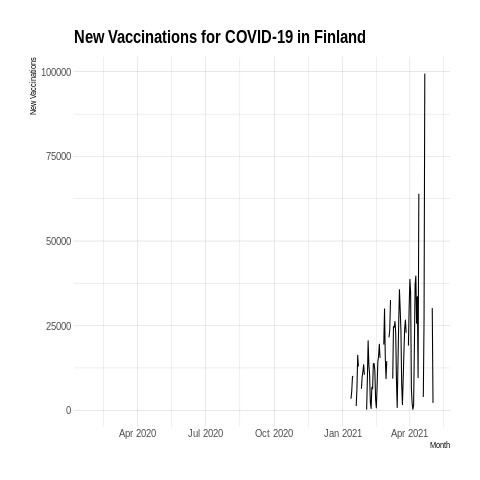 New Vaccinations for COVID-19 in Finland
New Vaccinations
100000
75000
50000
25000
0
Apr 2020 Jul 2020 Oct 2020 Jan 2021 Apr 2021
Month